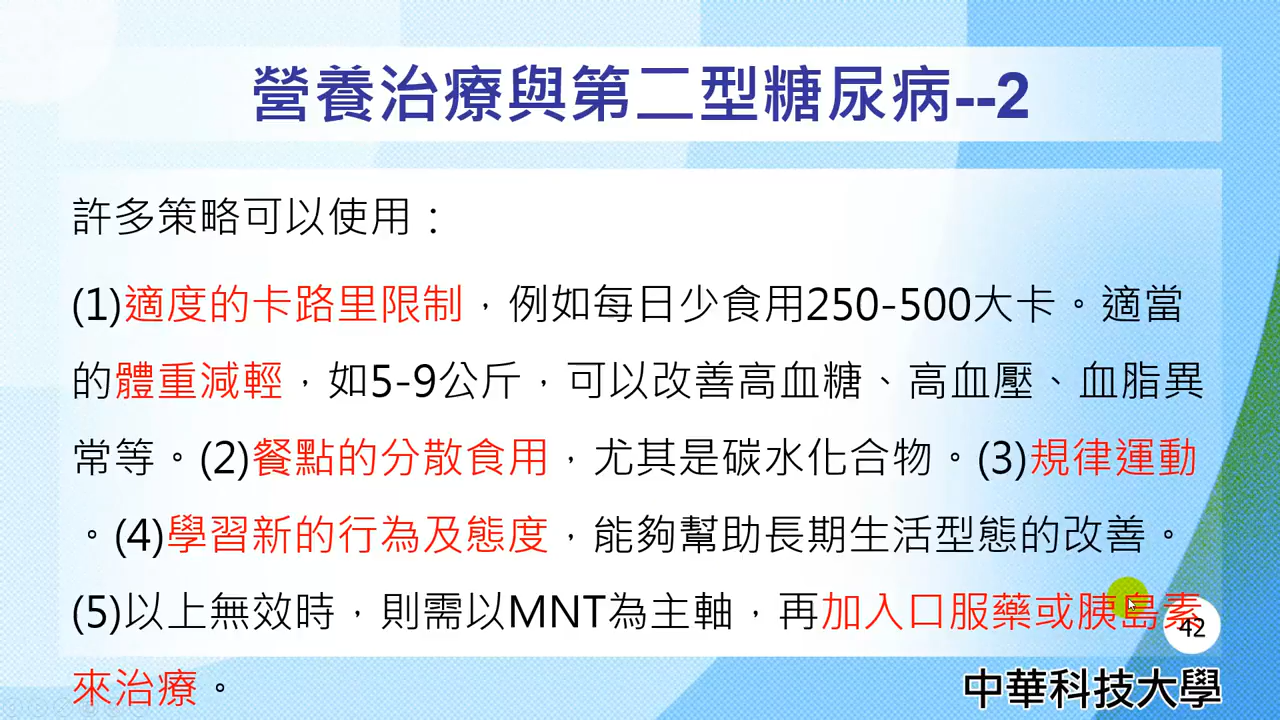 營養治療與第二型糖尿病--2
許多策略可以使用：
(1)適度的卡路里限制，例如每日少食用250-500大卡。適當
的體重減輕，如5-9公斤，可以改善高血糖、高血壓、血脂異
常等。(2)餐點的分散食用，尤其是碳水化合物。(3)規律運動
。(4)學習新的行為及態度，能夠幫助長期生活型態的改善。
(5)以上無效時，則需以MNT為主軸，再加入口服藥或胰島素
42
來治療。
中華科技大學